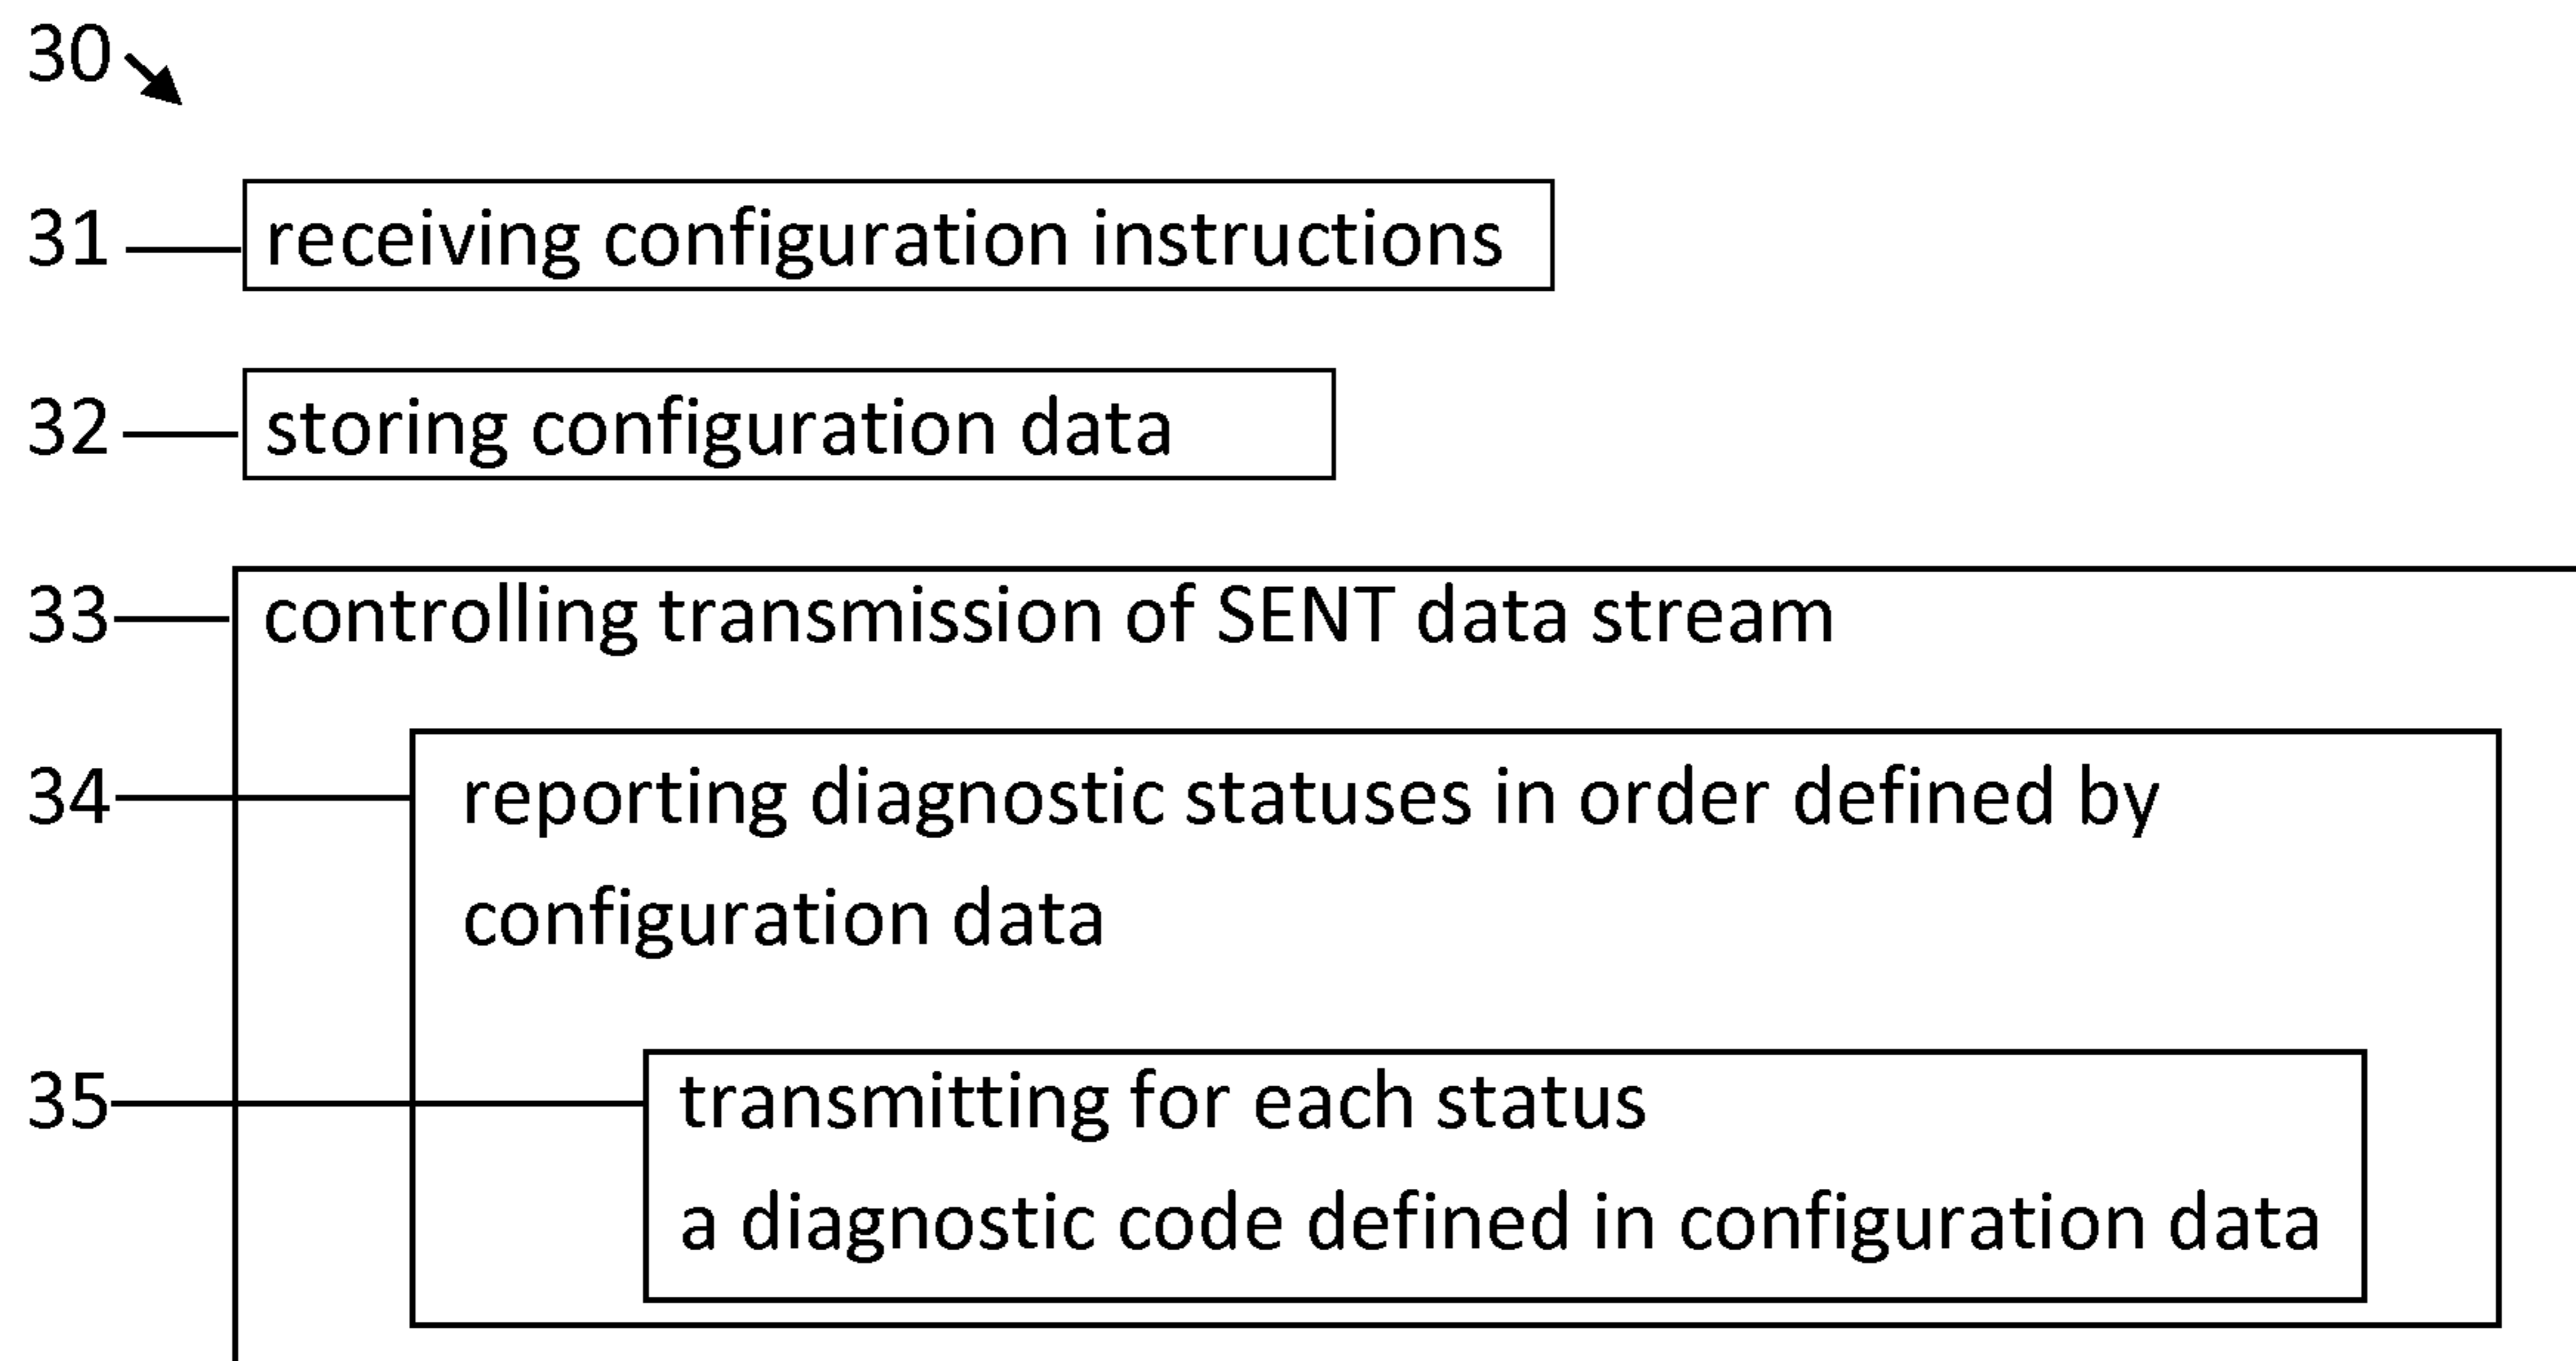 30
31 receiving configuration instructions
32 storing configuration data
33 controlling transmission of SENT data stream
34 reporting diagnostic statuses in order defined by
configuration data
35 transmitting for each status
a diagnostic code defined in configuration data